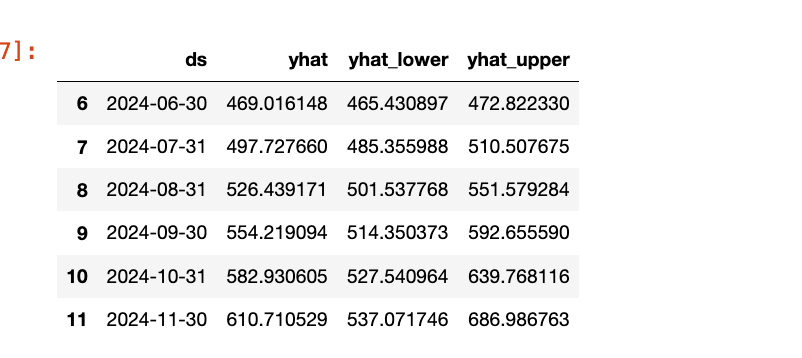 7]:
ds yhat yhat_lower yhat_upper
6 2024-06-30 469.016148 465.430897 472.822330
7 2024-07-31 497.727660 485.355988 510.507675
8 2024-08-31 526.439171 501.537768 551.579284
9 2024-09-30 554.219094 514.350373 592.655590
10 2024-10-31 582.930605 527.540964 639.768116
11 2024-11-30 610.710529 537.071746 686.986763